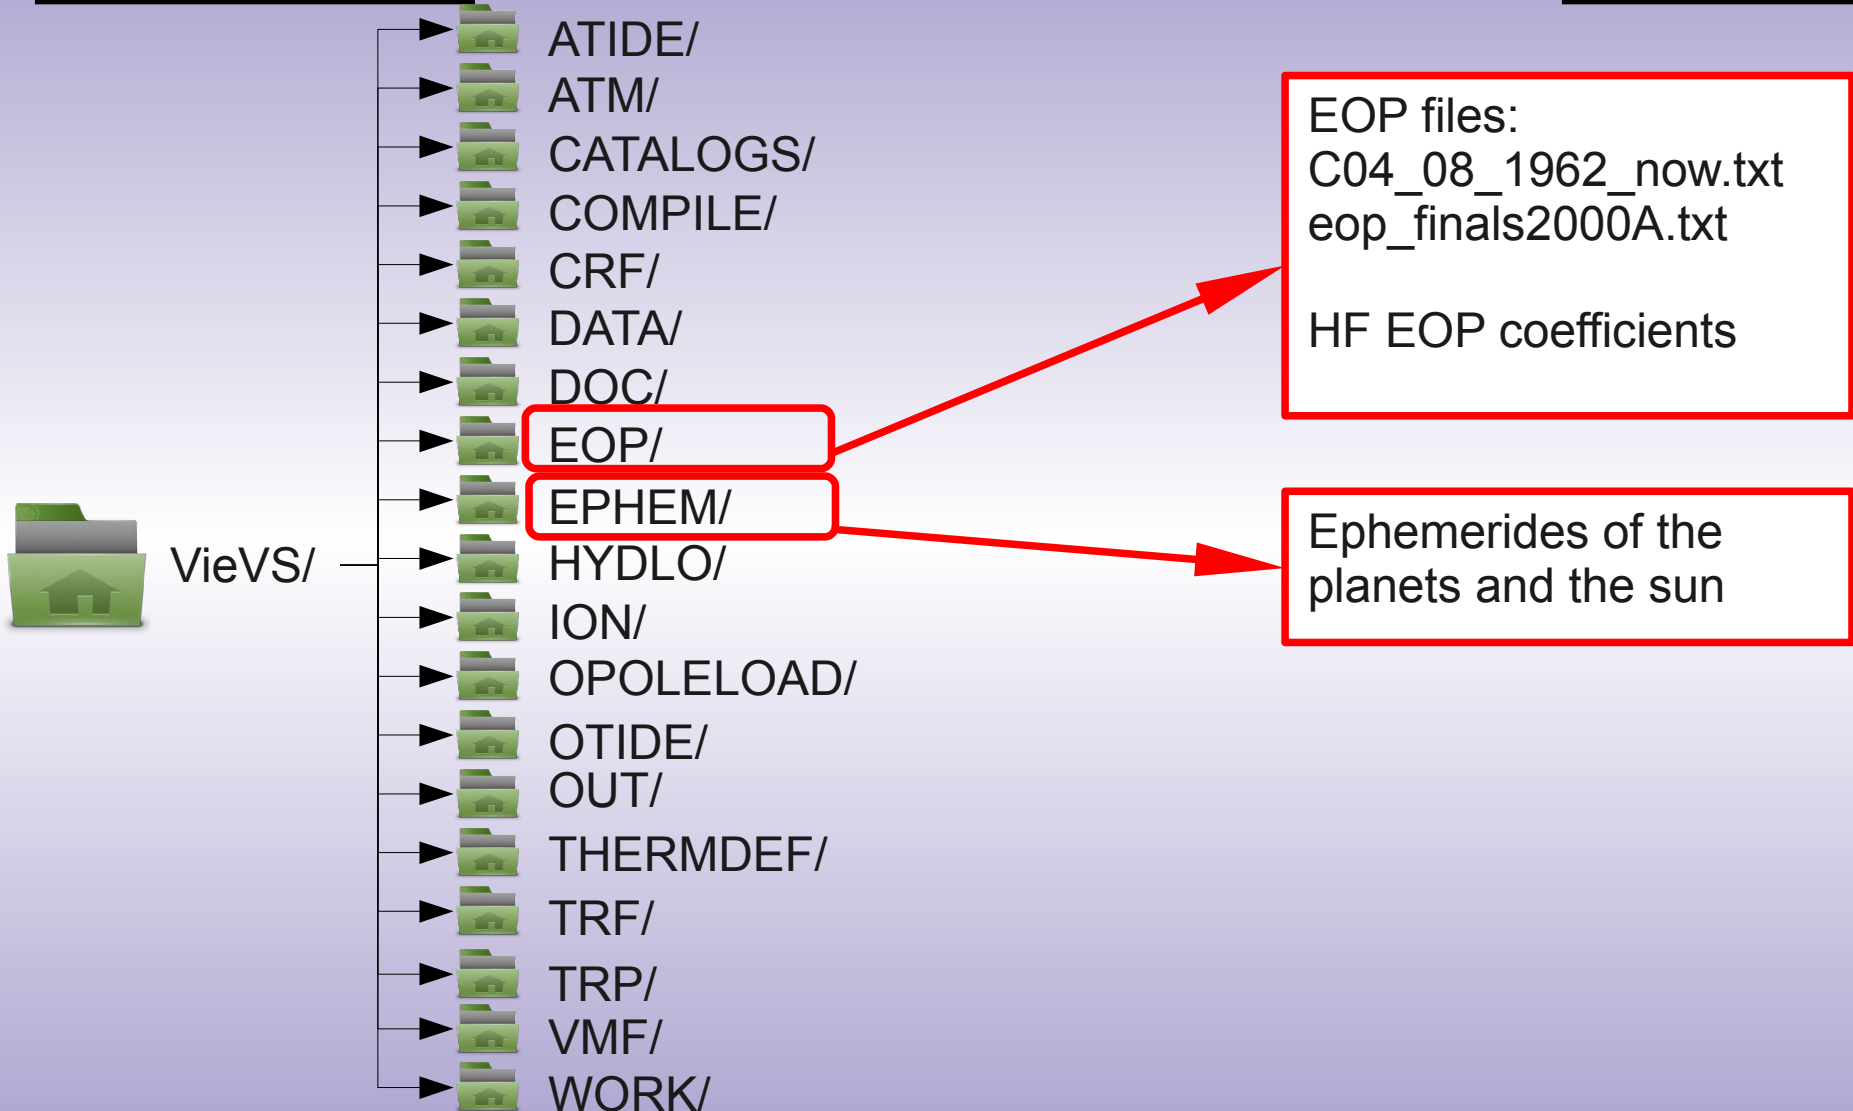 ATIDE/
ATM/
CATALOGS/
COMPILE/
CRF/
DATA/
DOC/
EOP/
EPHEM/
VieVS/
HYDLO/
ION/
OPOLELOAD/
OTIDE/
OUT/
THERMDEF/
TRF/
TRP/
VMF/
WORK/
EOP files:
C04_08_1962_now.txt
eop_finals2000A.txt
HF EOP coefficients
Ephemerides of the
planets and the sun